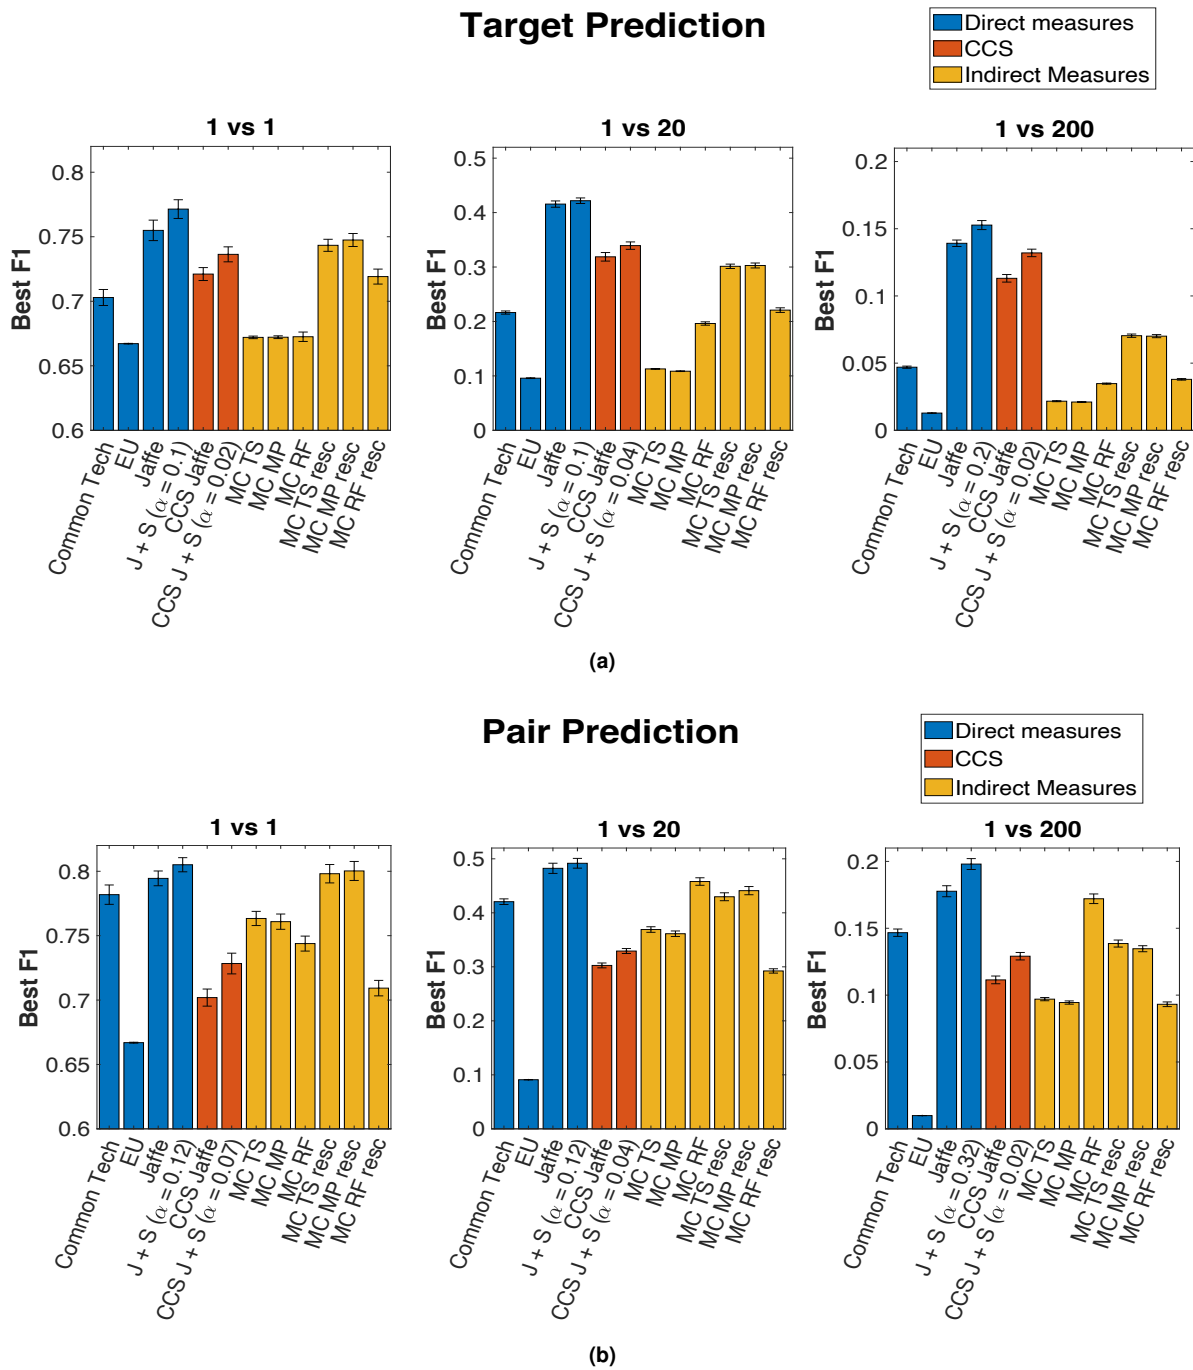 Target Prediction
Direct measures
CCS
Indirect Measures
1 vs 1
Best F1
0.8
0.75
0.7
0.65
0.6
Common Tech
EU
Jaffe
J + S (α = 0.1)
CCS Jaffe
CCS J + S (α = 0.02)
MC TS
MC MP
MC RF
MC TS resc
MC MP resc
MC RF resc
1 vs 20
Best F1
0.5
0.4
0.3
0.2
0.1
0
Common Tech
EU
Jaffe
J + S (α = 0.1)
CCS Jaffe
CCS J + S (α = 0.04)
MC TS
MC MP
MC RF
MC TS resc
MC MP resc
MC RF resc
1 vs 200
Best F1
0.2
0.15
0.1
0.05
0
Common Tech
EU
Jaffe
J + S (α = 0.2)
CCS Jaffe
CCS J + S (α = 0.02)
MC TS
MC MP
MC RF
MC TS resc
MC MP resc
MC RF resc
(a)
Pair Prediction
Direct measures
CCS
Indirect Measures
1 vs 1
Best F1
0.8
0.75
0.7
0.65
0.6
Common Tech
EU
Jaffe
J + S (α = 0.12)
CCS Jaffe
CCS J + S (α = 0.07)
MC TS
MC MP
MC RF
MC TS resc
MC MP resc
MC RF resc
1 vs 20
Best F1
0.5
0.4
0.3
0.2
0.1
0
Common Tech
EU
Jaffe
J + S (α = 0.12)
CCS Jaffe
CCS J + S (α = 0.04)
MC TS
MC MP
MC RF
MC TS resc
MC MP resc
MC RF resc
1 vs 200
Best F1
0.2
0.15
0.1
0.05
0
Common Tech
EU
Jaffe
J + S (α = 0.32)
CCS Jaffe
CCS J + S (α = 0.02)
MC TS
MC MP
MC RF
MC TS resc
MC MP resc
MC RF resc
(b)